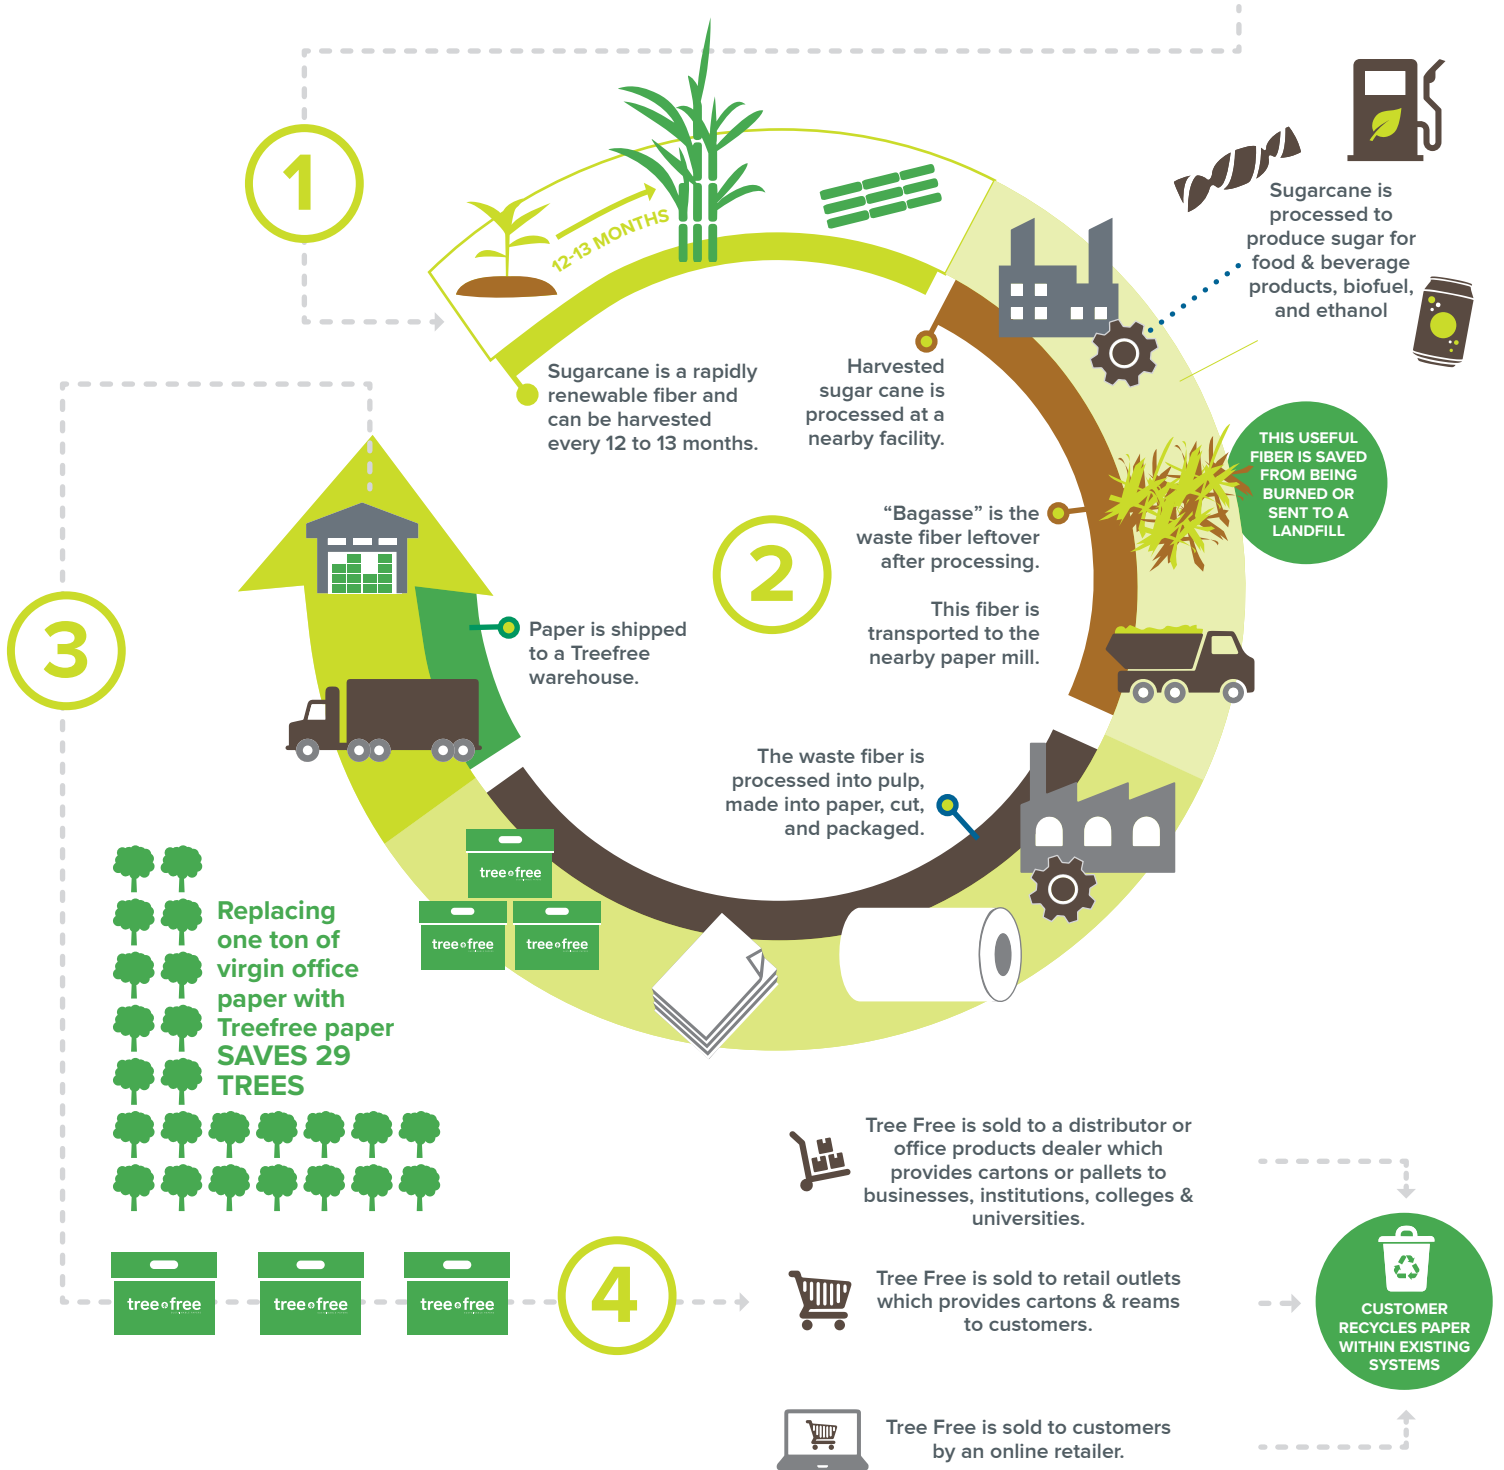 1
12-13 MONTHS
Sugarcane is a rapidly
renewable fiber and
can be harvested
every 12 to 13 months.
Harvested
sugar cane is
processed at a
nearby facility.
Sugarcane is
processed to
produce sugar for
food & beverage
products, biofuel,
and ethanol
THIS USEFUL
FIBER IS SAVED
FROM BEING
BURNED OR
SENT TO A
LANDFILL
2
“Bagasse” is the
waste fiber leftover
after processing.
This fiber is
transported to the
nearby paper mill.
The waste fiber is
processed into pulp,
made into paper, cut,
and packaged.
tree free
tree free
tree free
3
Paper is shipped
to a Treefree
warehouse.
Replacing
one ton of
virgin office
paper with
Treefree paper
SAVES 29
TREES
tree free
tree free
tree free
4
Tree Free is sold to a distributor or
office products dealer which
provides cartons or pallets to
businesses, institutions, colleges &
universities.
Tree Free is sold to retail outlets
which provides cartons & reams
to customers.
Tree Free is sold to customers
by an online retailer.
CUSTOMER
RECYCLES PAPER
WITHIN EXISTING
SYSTEMS